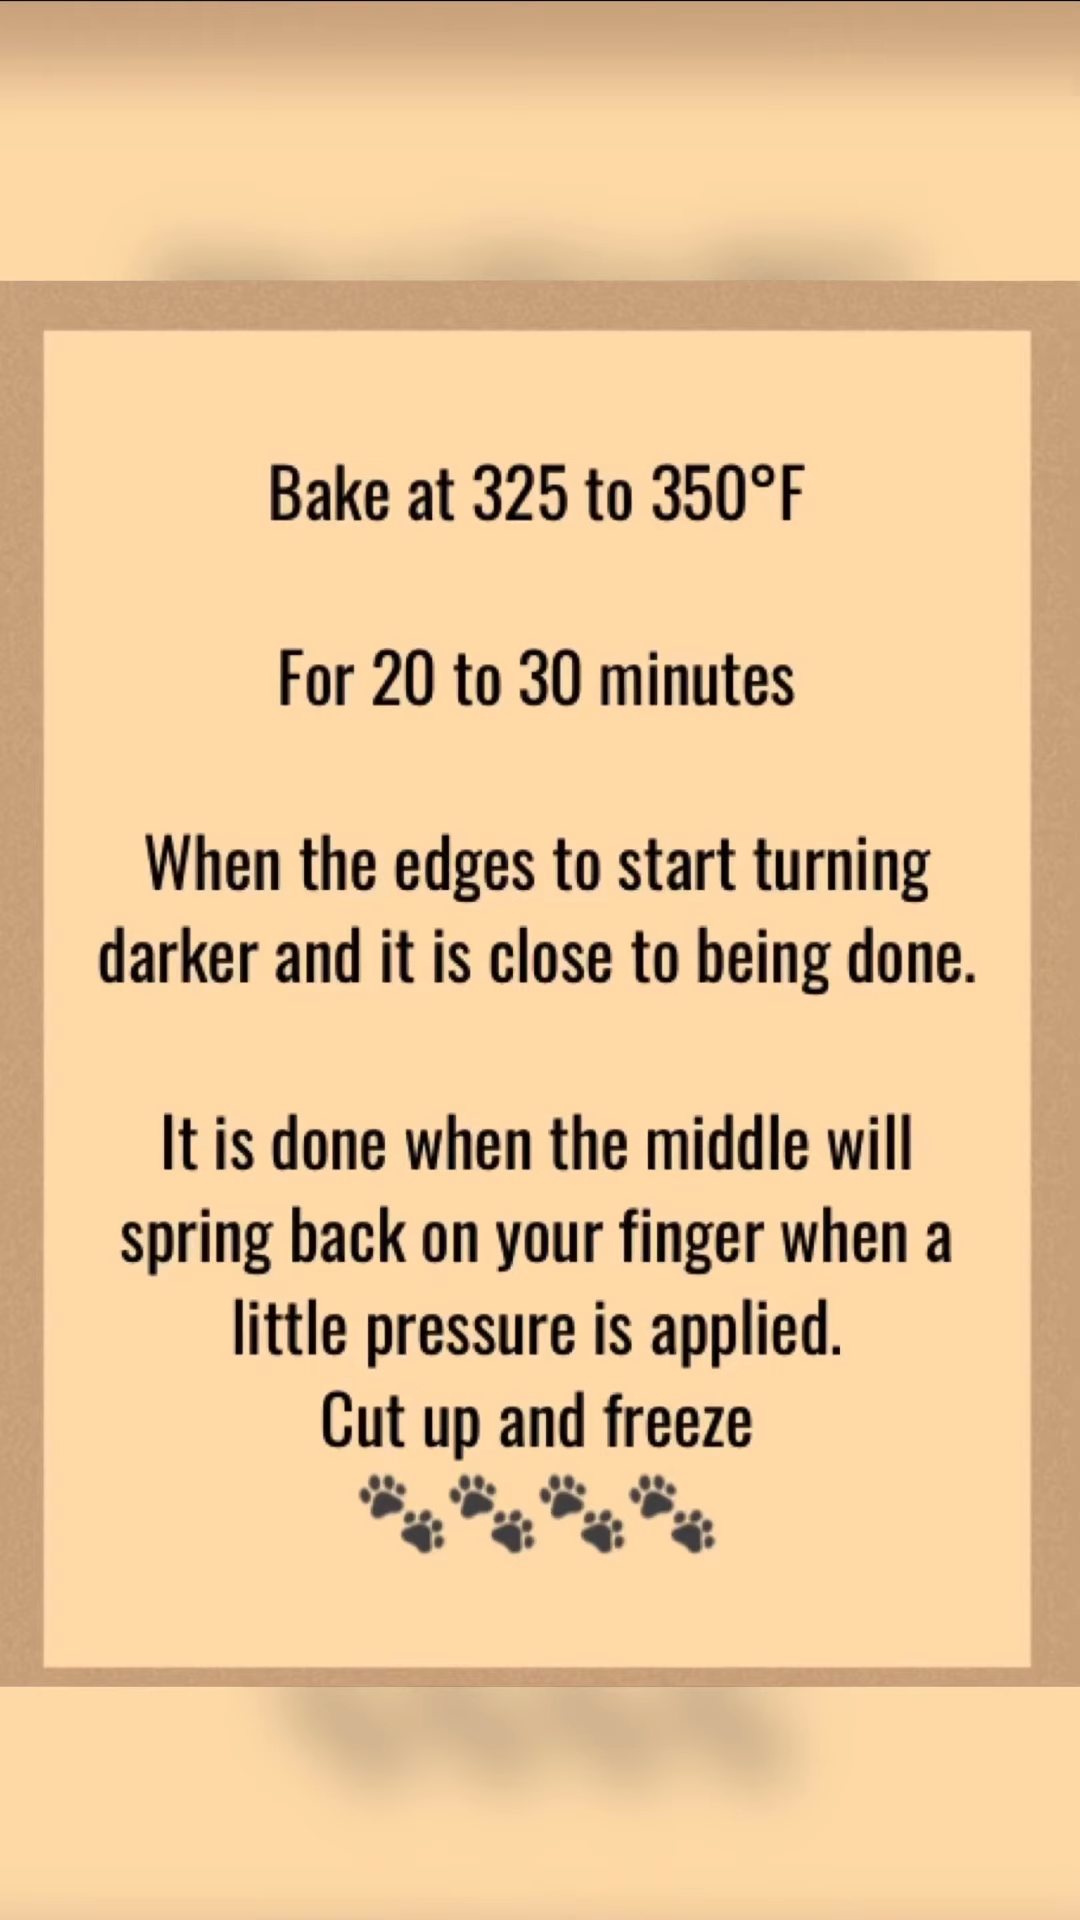 Bake at 325 to 350°F
For 20 to 30 minutes
When the edges to start turning
darker and it is close to being done.
It is done when the middle will
spring back on your finger when a
little pressure is applied.
Cut up and freeze
🐾🐾🐾🐾